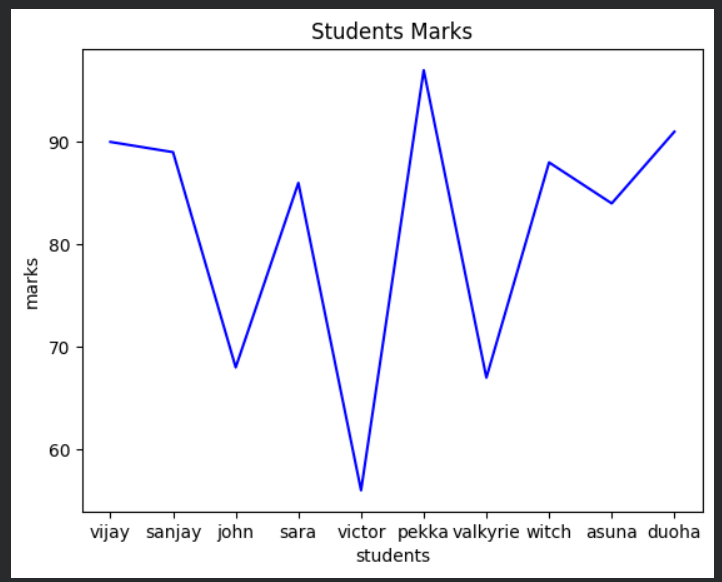 Students Marks
90
80
70
60
marks
vijay sanjay john sara victor pekka valkyrie witch asuna duoha
students